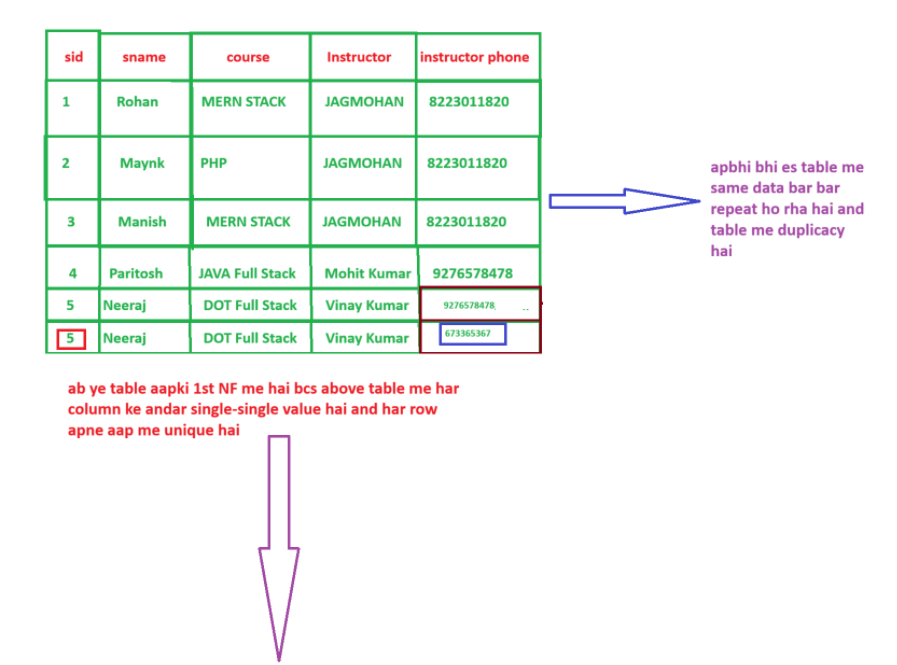 sid sname course Instructor instructor phone
1 Rohan MERN STACK JAGMOHAN 8223011820
2 Maynk PHP JAGMOHAN 8223011820
3 Manish MERN STACK JAGMOHAN 8223011820
4 Paritosh JAVA Full Stack Mohit Kumar 9276578478
5 Neeraj DOT Full Stack Vinay Kumar 9276578478, ..
5 Neeraj DOT Full Stack Vinay Kumar 673365367
apbhi bhi es table me
same data bar bar
repeat ho rha hai and
table me duplicacy
hai
ab ye table aapki 1st NF me hai bcs above table me har
column ke andar single-single value hai and har row
apne aap me unique hai